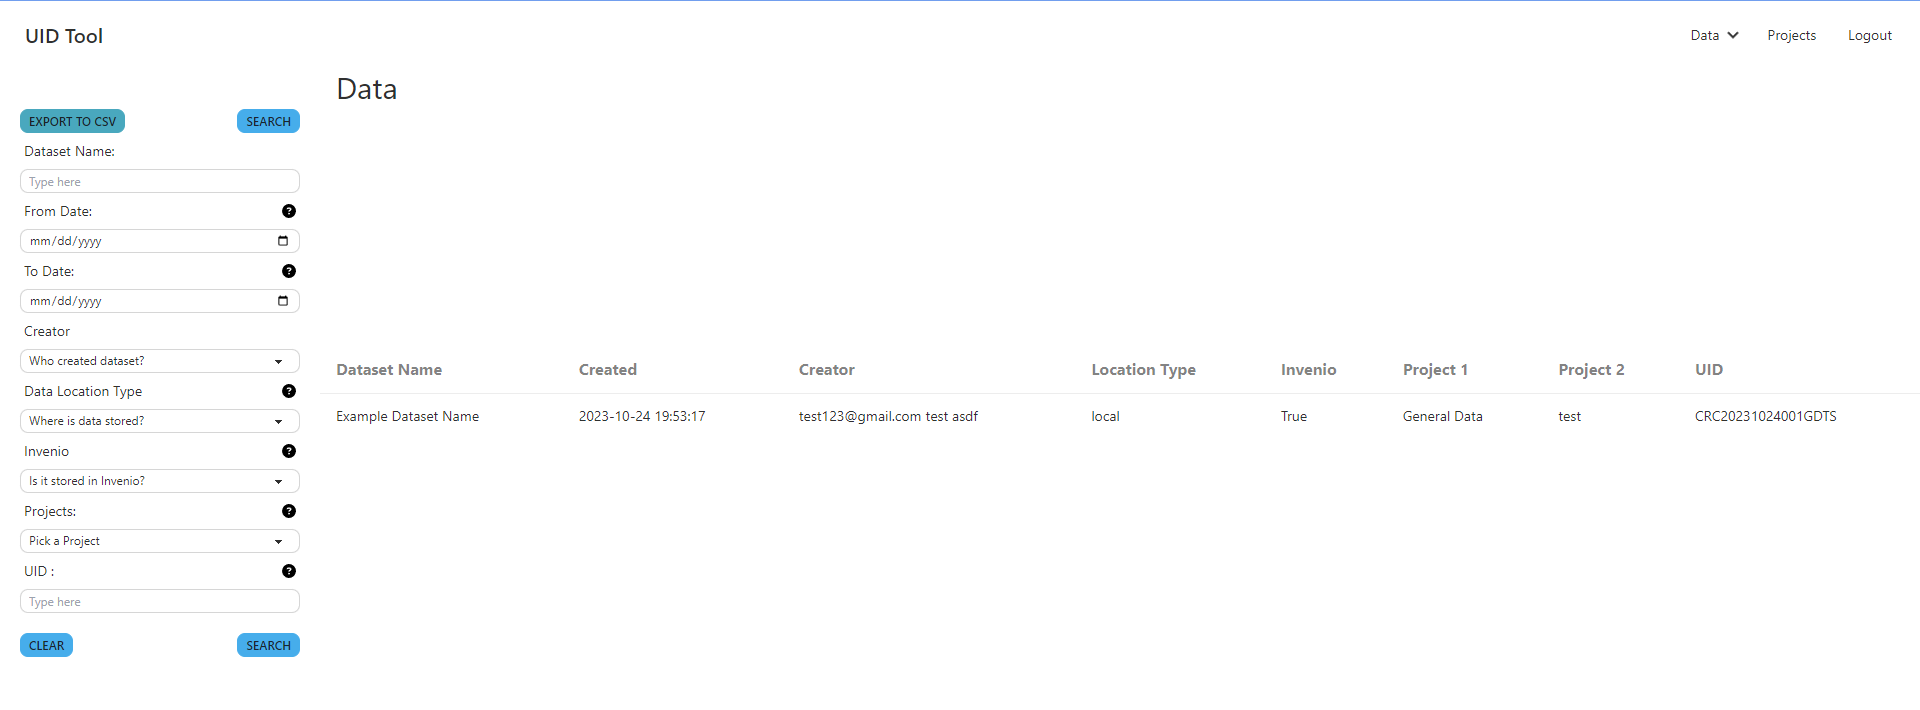 UID Tool
Data
Projects
Logout
Data
EXPORT TO CSV
SEARCH
Dataset Name:
Type here
From Date:
?
mm/dd/yyyy
To Date:
?
mm/dd/yyyy
Creator
Who created dataset?
Data Location Type
?
Where is data stored?
Invenio
?
Is it stored in Invenio?
Projects:
?
Pick a Project
UID :
?
Type here
CLEAR
SEARCH
Dataset Name Created Creator Location Type Invenio Project 1 Project 2 UID
Example Dataset Name 2023-10-24 19:53:17 test123@gmail.com test asdf local True General Data test CRC20231024001GDTS